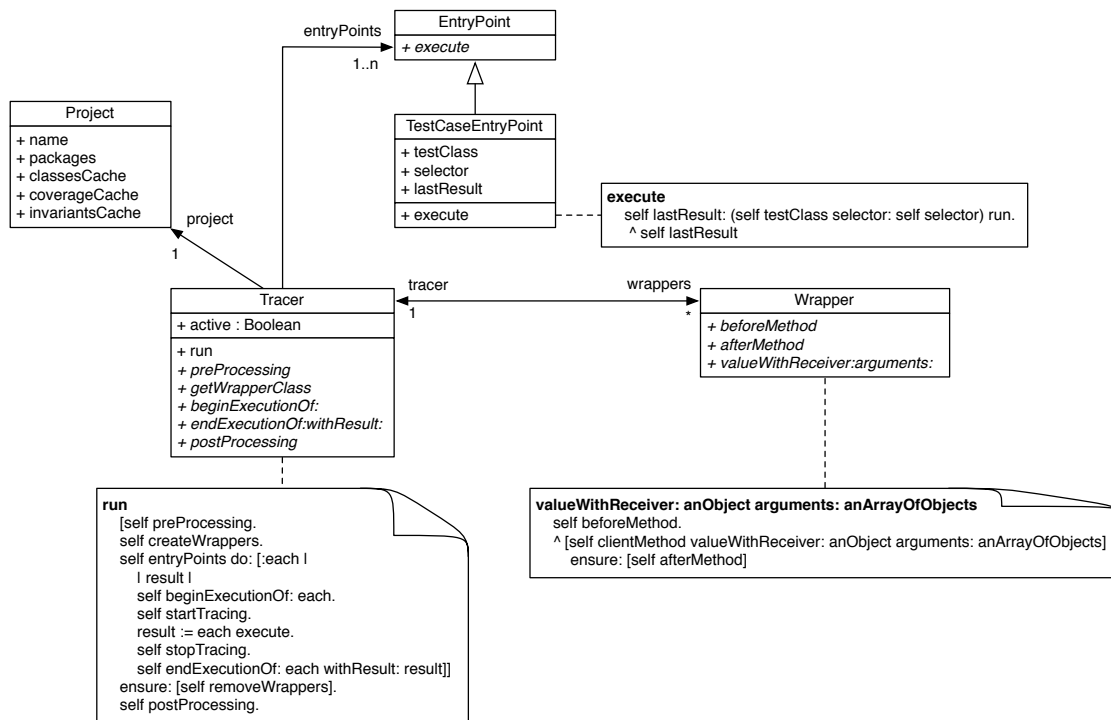 EntryPoint
entryPoints
+ execute
1..n
Project
+ name
+ packages
+ classesCache
+ coverageCache
+ invariantsCache
TestCaseEntryPoint
+ testClass
+ selector
+ lastResult
+ execute
execute
self lastResult: (self testClass selector: self selector) run.
^ self lastResult
project
1
Tracer
+ active : Boolean
+ run
+ preProcessing
+ getWrapperClass
+ beginExecutionOf:
+ endExecutionOf:withResult:
+ postProcessing
tracer
1
wrappers
*
Wrapper
+ beforeMethod
+ afterMethod
+ valueWithReceiver:arguments:
run
[self preProcessing.
self createWrappers.
self entryPoints do: [:each |
| result |
self beginExecutionOf: each.
self startTracing.
result := each execute.
self stopTracing.
self endExecutionOf: each withResult: result]]
ensure: [self removeWrappers].
self postProcessing.
valueWithReceiver: anObject arguments: anArrayOfObjects
self beforeMethod.
^ [self clientMethod valueWithReceiver: anObject arguments: anArrayOfObjects]
ensure: [self afterMethod]